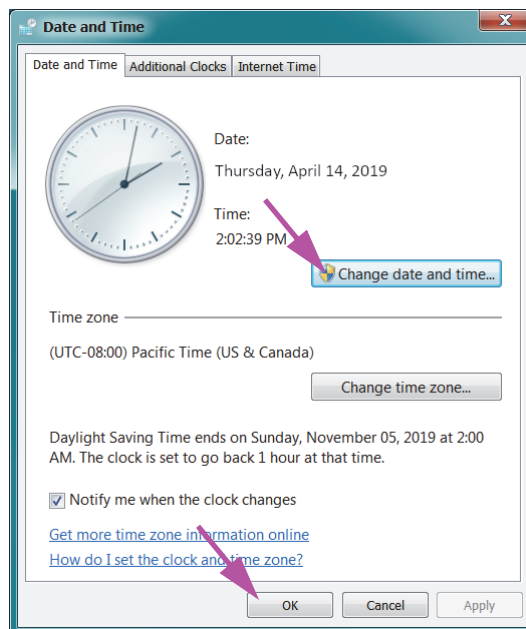 Date and Time
Date and Time Additional Clocks Internet Time
Date:
Thursday, April 14, 2019
Time:
2:02:39 PM
Change date and time...
Time zone
(UTC-08:00) Pacific Time (US & Canada)
Change time zone...
Daylight Saving Time ends on Sunday, November 05, 2019 at 2:00
AM. The clock is set to go back 1 hour at that time.
Notify me when the clock changes
Get more time zone information online
How do I set the clock and time zone?
OK Cancel Apply